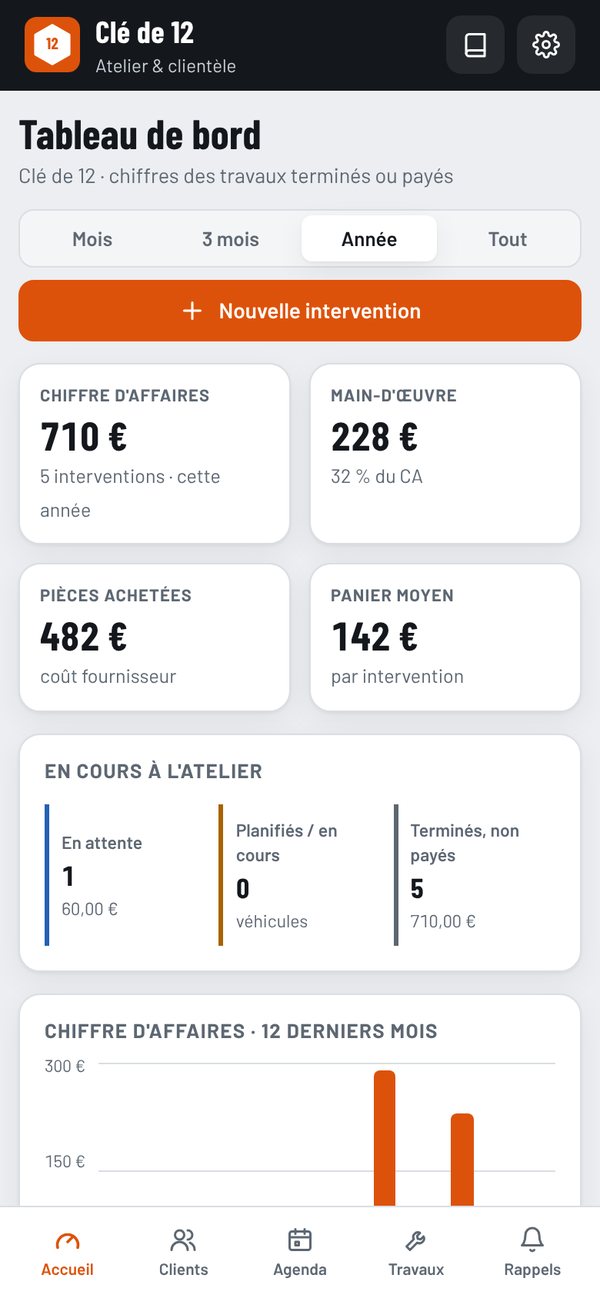 12
Clé de 12
Atelier & clientèle
Tableau de bord
Clé de 12 · chiffres des travaux terminés ou payés
Mois
3 mois
Année
Tout
+ Nouvelle intervention
CHIFFRE D'AFFAIRES
710 €
5 interventions · cette
année
MAIN-D'ŒUVRE
228 €
32 % du CA
PIÈCES ACHETÉES
482 €
coût fournisseur
PANIER MOYEN
142 €
par intervention
EN COURS À L'ATELIER
En attente
1
60,00 €
Planifiés / en
cours
0
véhicules
Terminés, non
payés
5
710,00 €
CHIFFRE D'AFFAIRES · 12 DERNIERS MOIS
300 €
150 €
Accueil
Clients
Agenda
Travaux
Rappels